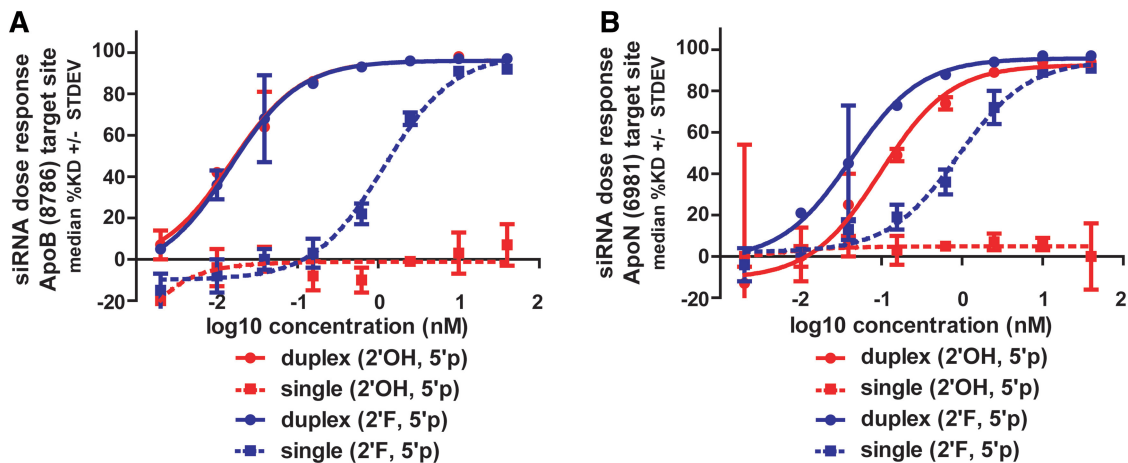 A
siRNA dose response
ApoB (8786) target site
median %KD +/- STDEV
100
80
60
40
20
0
-20
-2
-1
0
1
2
log10 concentration (nM)
duplex (2'OH, 5'p)
single (2'OH, 5'p)
duplex (2'F, 5'p)
single (2'F, 5'p)
B
siRNA dose response
ApoN (6981) target site
median %KD +/- STDEV
100
80
60
40
20
0
-20
-2
-1
0
1
2
log10 concentration (nM)
duplex (2'OH, 5'p)
single (2'OH, 5'p)
duplex (2'F, 5'p)
single (2'F, 5'p)